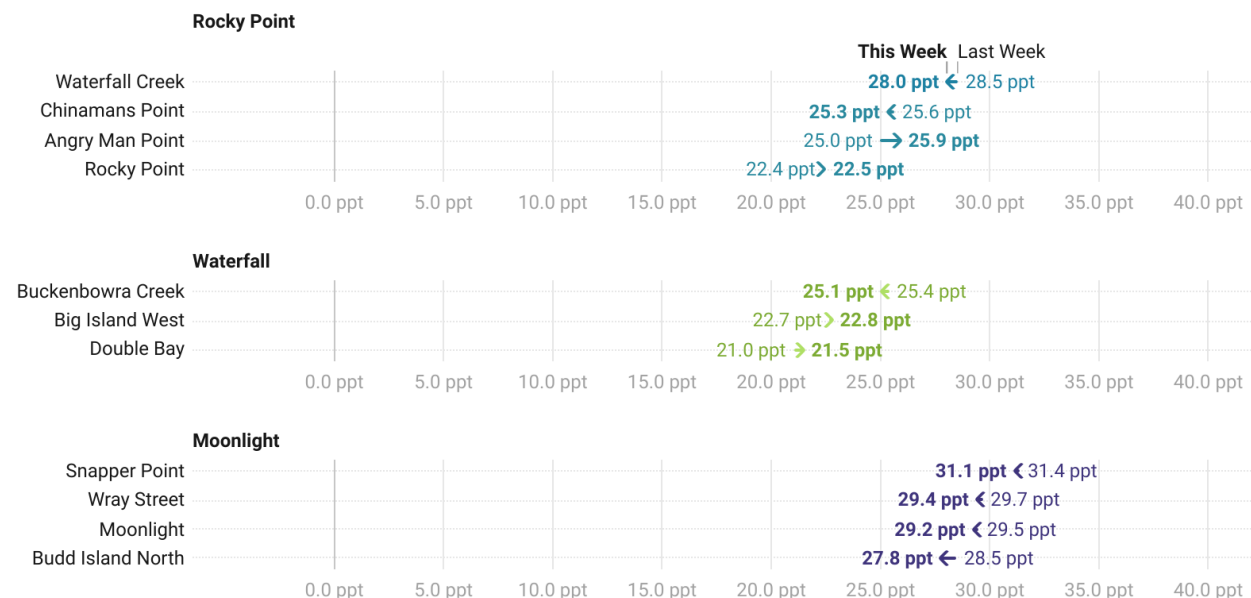 Rocky Point
This Week Last Week
Waterfall Creek 28.0 ppt 28.5 ppt
Chinamans Point 25.3 ppt 25.6 ppt
Angry Man Point 25.0 ppt 25.9 ppt
Rocky Point 22.4 ppt 22.5 ppt
0.0 ppt 5.0 ppt 10.0 ppt 15.0 ppt 20.0 ppt 25.0 ppt 30.0 ppt 35.0 ppt 40.0 ppt
Waterfall
Buckenbowra Creek 25.1 ppt 25.4 ppt
Big Island West 22.7 ppt 22.8 ppt
Double Bay 21.0 ppt 21.5 ppt
0.0 ppt 5.0 ppt 10.0 ppt 15.0 ppt 20.0 ppt 25.0 ppt 30.0 ppt 35.0 ppt 40.0 ppt
Moonlight
Snapper Point 31.1 ppt 31.4 ppt
Wray Street 29.4 ppt 29.7 ppt
Moonlight 29.2 ppt 29.5 ppt
Budd Island North 27.8 ppt 28.5 ppt
0.0 ppt 5.0 ppt 10.0 ppt 15.0 ppt 20.0 ppt 25.0 ppt 30.0 ppt 35.0 ppt 40.0 ppt